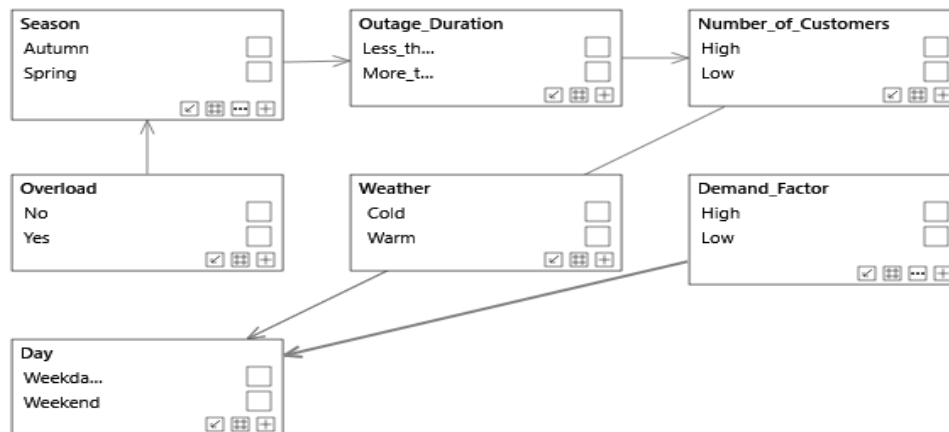 Season
Autumn
Spring
Outage_Duration
Less_th...
More_t...
Number_of_Customers
High
Low
Overload
No
Yes
Weather
Cold
Warm
Demand_Factor
High
Low
Day
Weekda...
Weekend